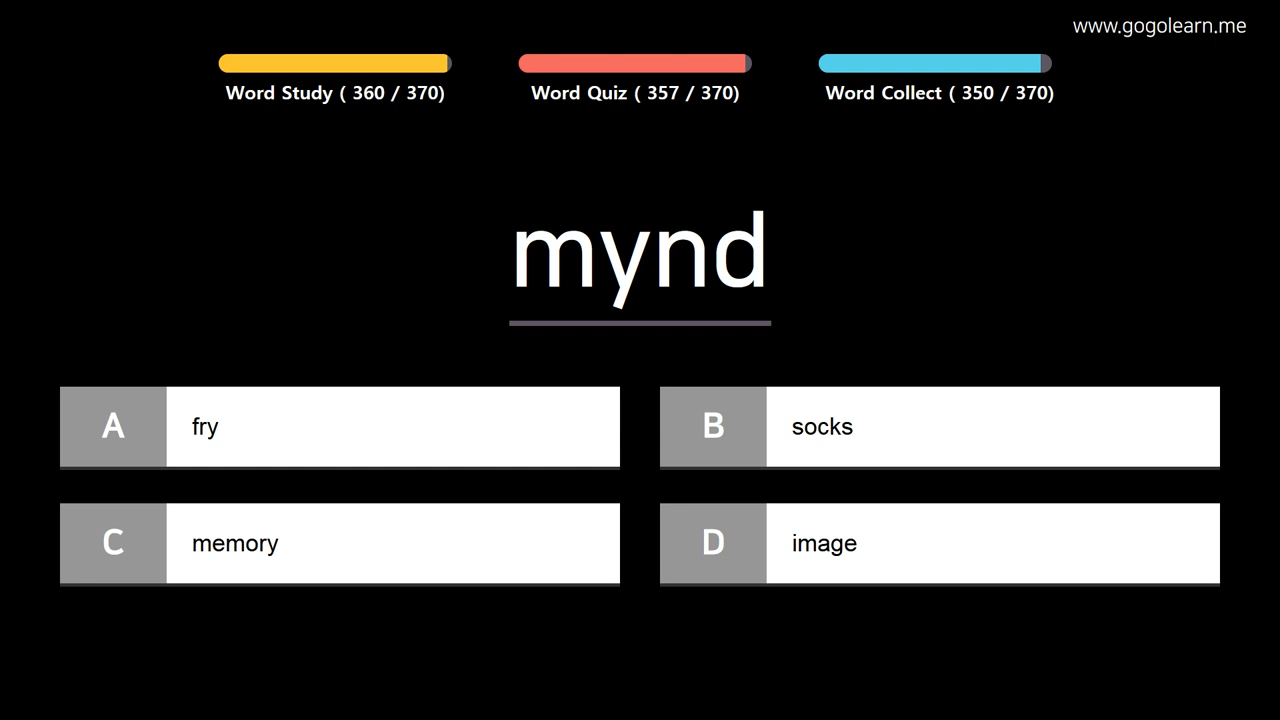 www.gogolearn.me
Word Study ( 360 / 370)
Word Quiz ( 357 / 370)
Word Collect ( 350 / 370)
mynd
A fry
B socks
C memory
D image